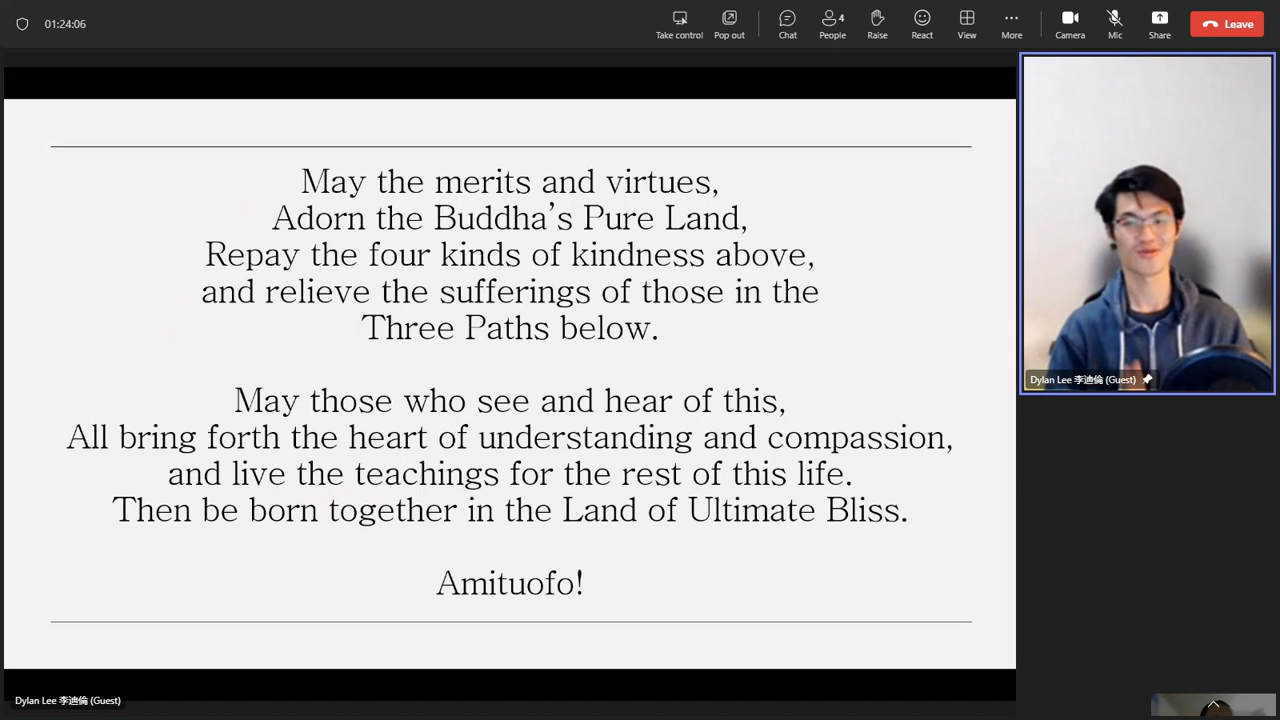 01:24:06
Take control
Pop out
Chat
4
People
Raise
React
View
More
Camera
Mic
Share
Leave
May the merits and virtues,
Adorn the Buddha’s Pure Land,
Repay the four kinds of kindness above,
and relieve the sufferings of those in the
Three Paths below.
May those who see and hear of this,
All bring forth the heart of understanding and compassion,
and live the teachings for the rest of this life.
Then be born together in the Land of Ultimate Bliss.
Amituofo!
Dylan Lee 李迪倫 (Guest)
Dylan Lee 李迪倫 (Guest)